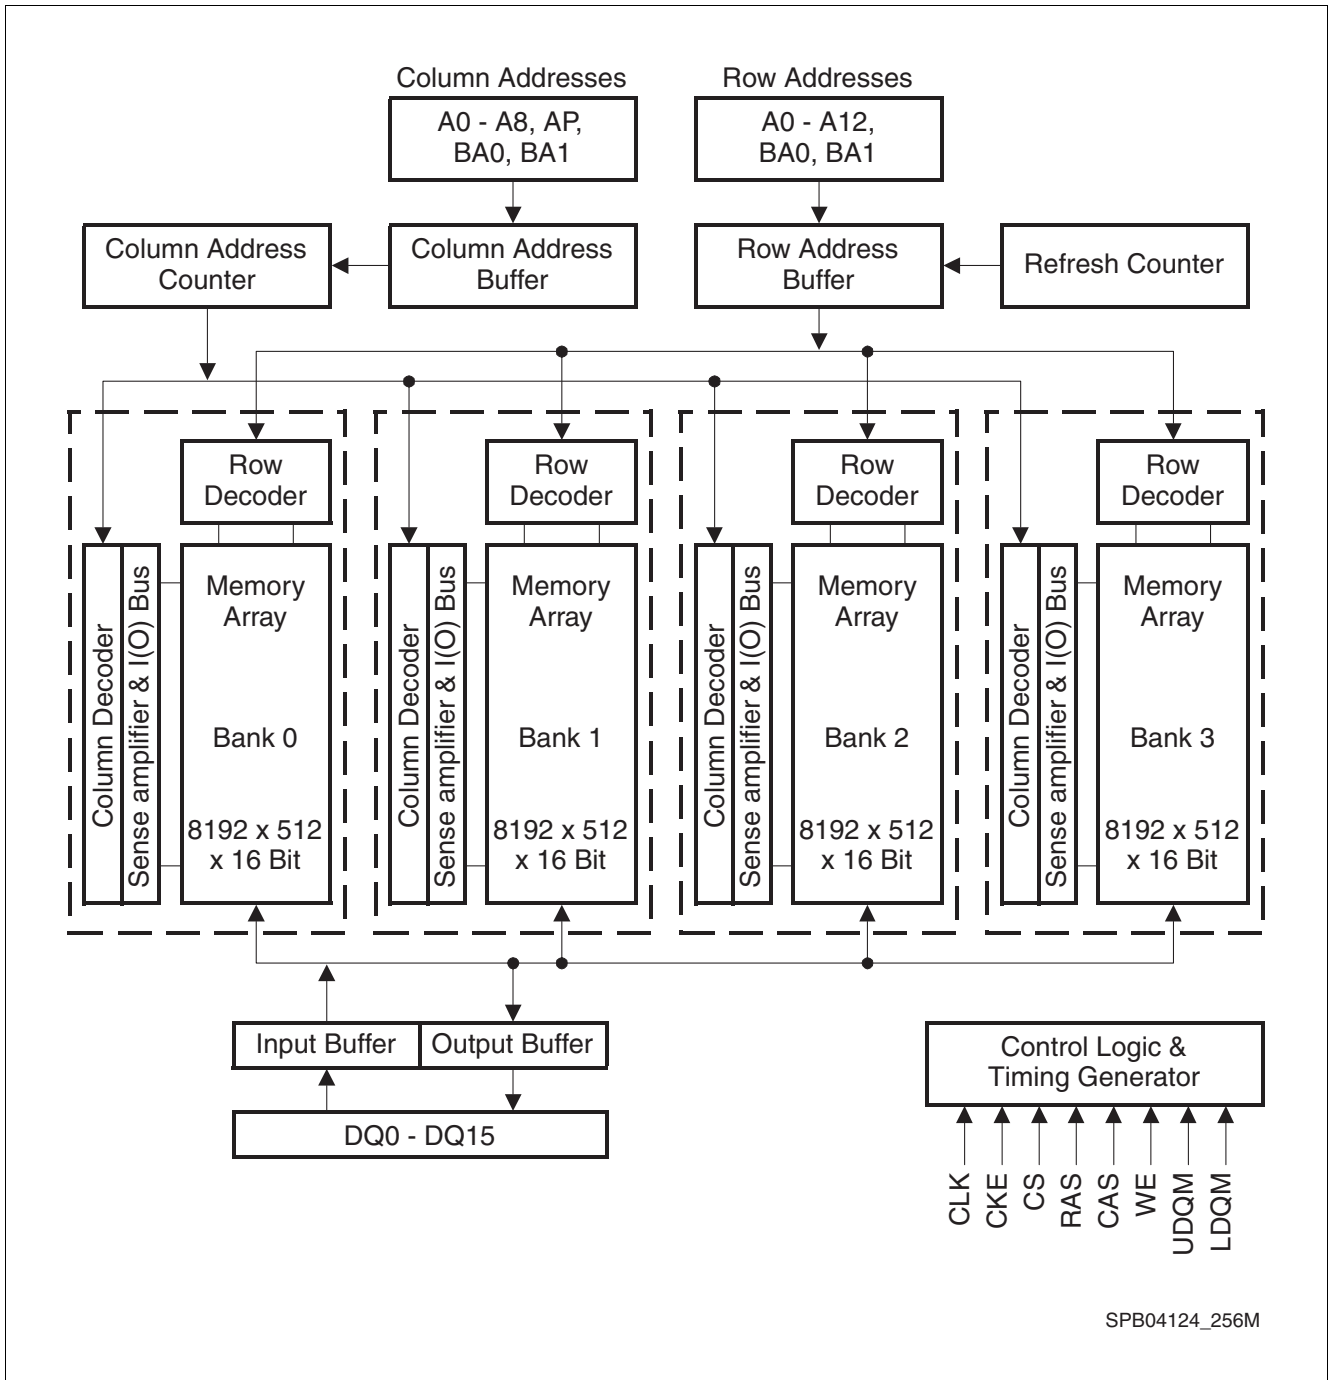 Column Addresses
Row Addresses
A0 - A8, AP,
BA0, BA1
A0 - A12,
BA0, BA1
Column Address
Counter
Column Address
Buffer
Row Address
Buffer
Refresh Counter
Row
Decoder
Row
Decoder
Row
Decoder
Row
Decoder
Column Decoder
Sense amplifier & I(O) Bus
Memory
Array
Bank 0
8192 x 512
x 16 Bit
Column Decoder
Sense amplifier & I(O) Bus
Memory
Array
Bank 1
8192 x 512
x 16 Bit
Column Decoder
Sense amplifier & I(O) Bus
Memory
Array
Bank 2
8192 x 512
x 16 Bit
Column Decoder
Sense amplifier & I(O) Bus
Memory
Array
Bank 3
8192 x 512
x 16 Bit
Input Buffer
Output Buffer
DQ0 - DQ15
Control Logic &
Timing Generator
CLK
CKE
CS
RAS
CAS
WE
UDQM
LDQM
SPB04124_256M